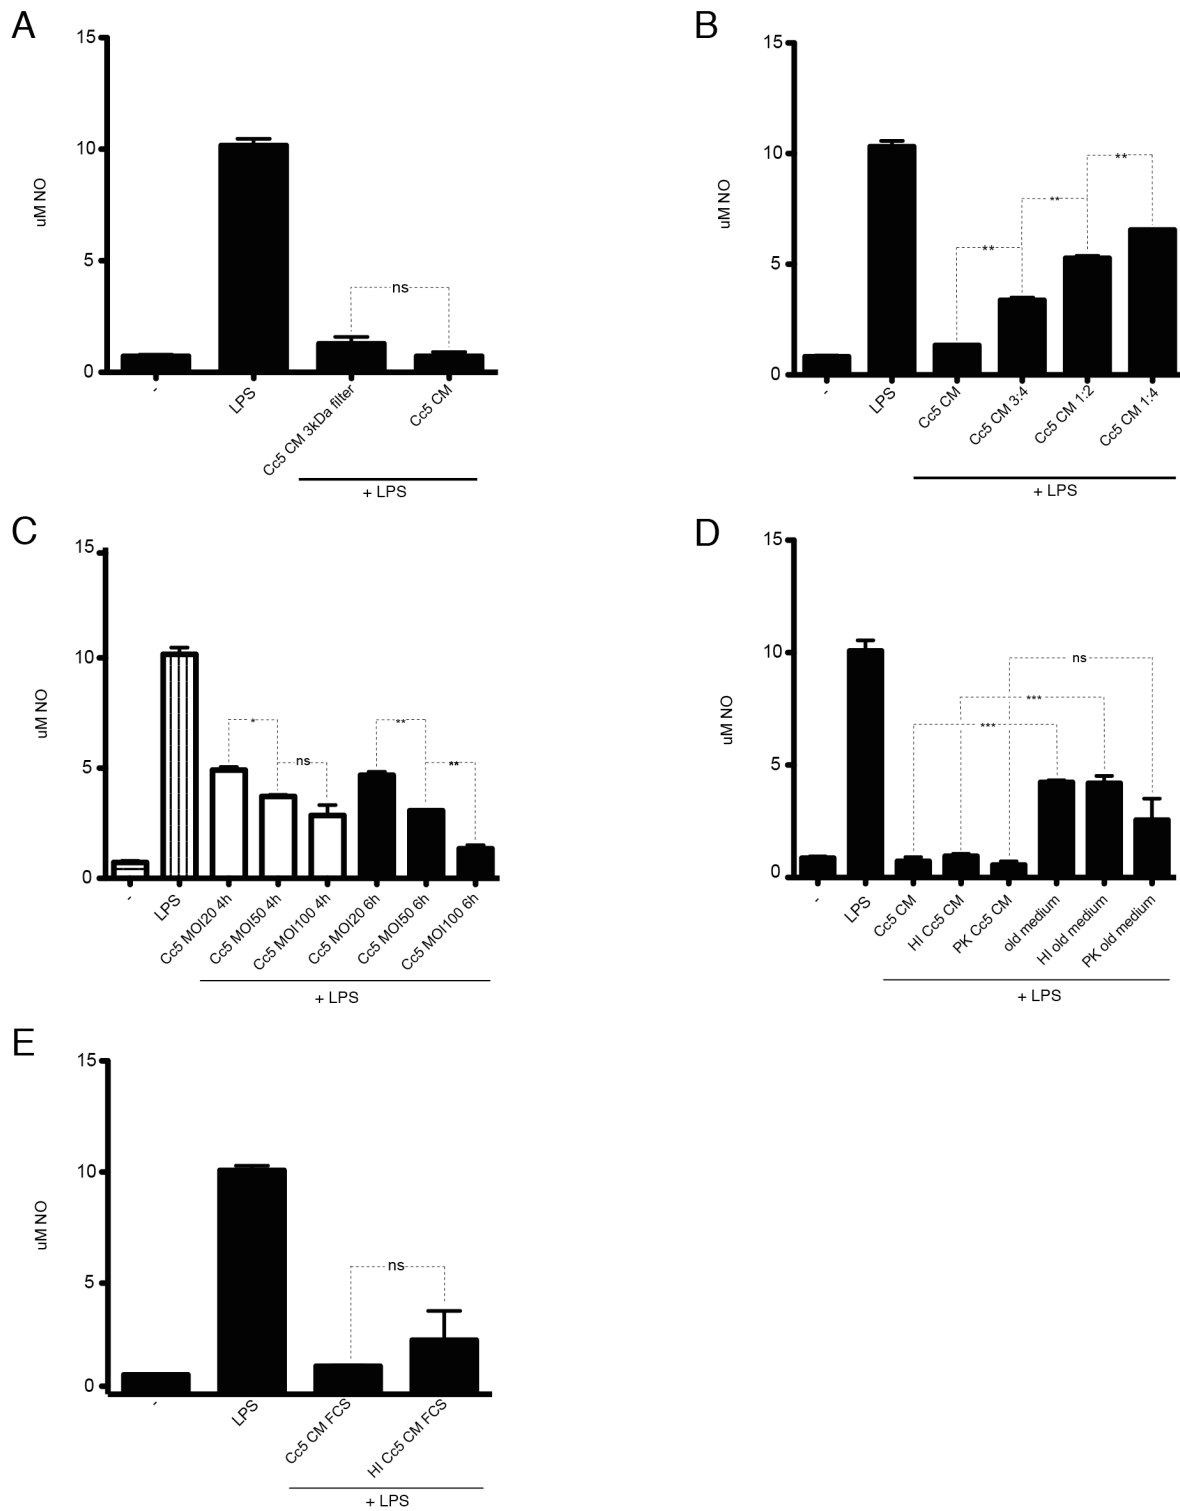 A
15
10
5
0
uM NO
-
LPS
Cc5 CM 3kDa filter
Cc5 CM
ns
+ LPS
B
15
10
5
0
uM NO
-
LPS
Cc5 CM
Cc5 CM 3:4
Cc5 CM 1:2
Cc5 CM 1:4
**
**
**
+ LPS
C
15
10
5
0
uM NO
-
LPS
Cc5 MOI20 4h
Cc5 MOI50 4h
Cc5 MOI100 4h
Cc5 MOI20 6h
Cc5 MOI50 6h
Cc5 MOI100 6h
*
ns
**
**
+ LPS
D
15
10
5
0
uM NO
-
LPS
Cc5 CM
HI Cc5 CM
PK Cc5 CM
old medium
HI old medium
PK old medium
ns
***
***
+ LPS
E
15
10
5
0
uM NO
-
LPS
Cc5 CM FCS
HI Cc5 CM FCS
ns
+ LPS